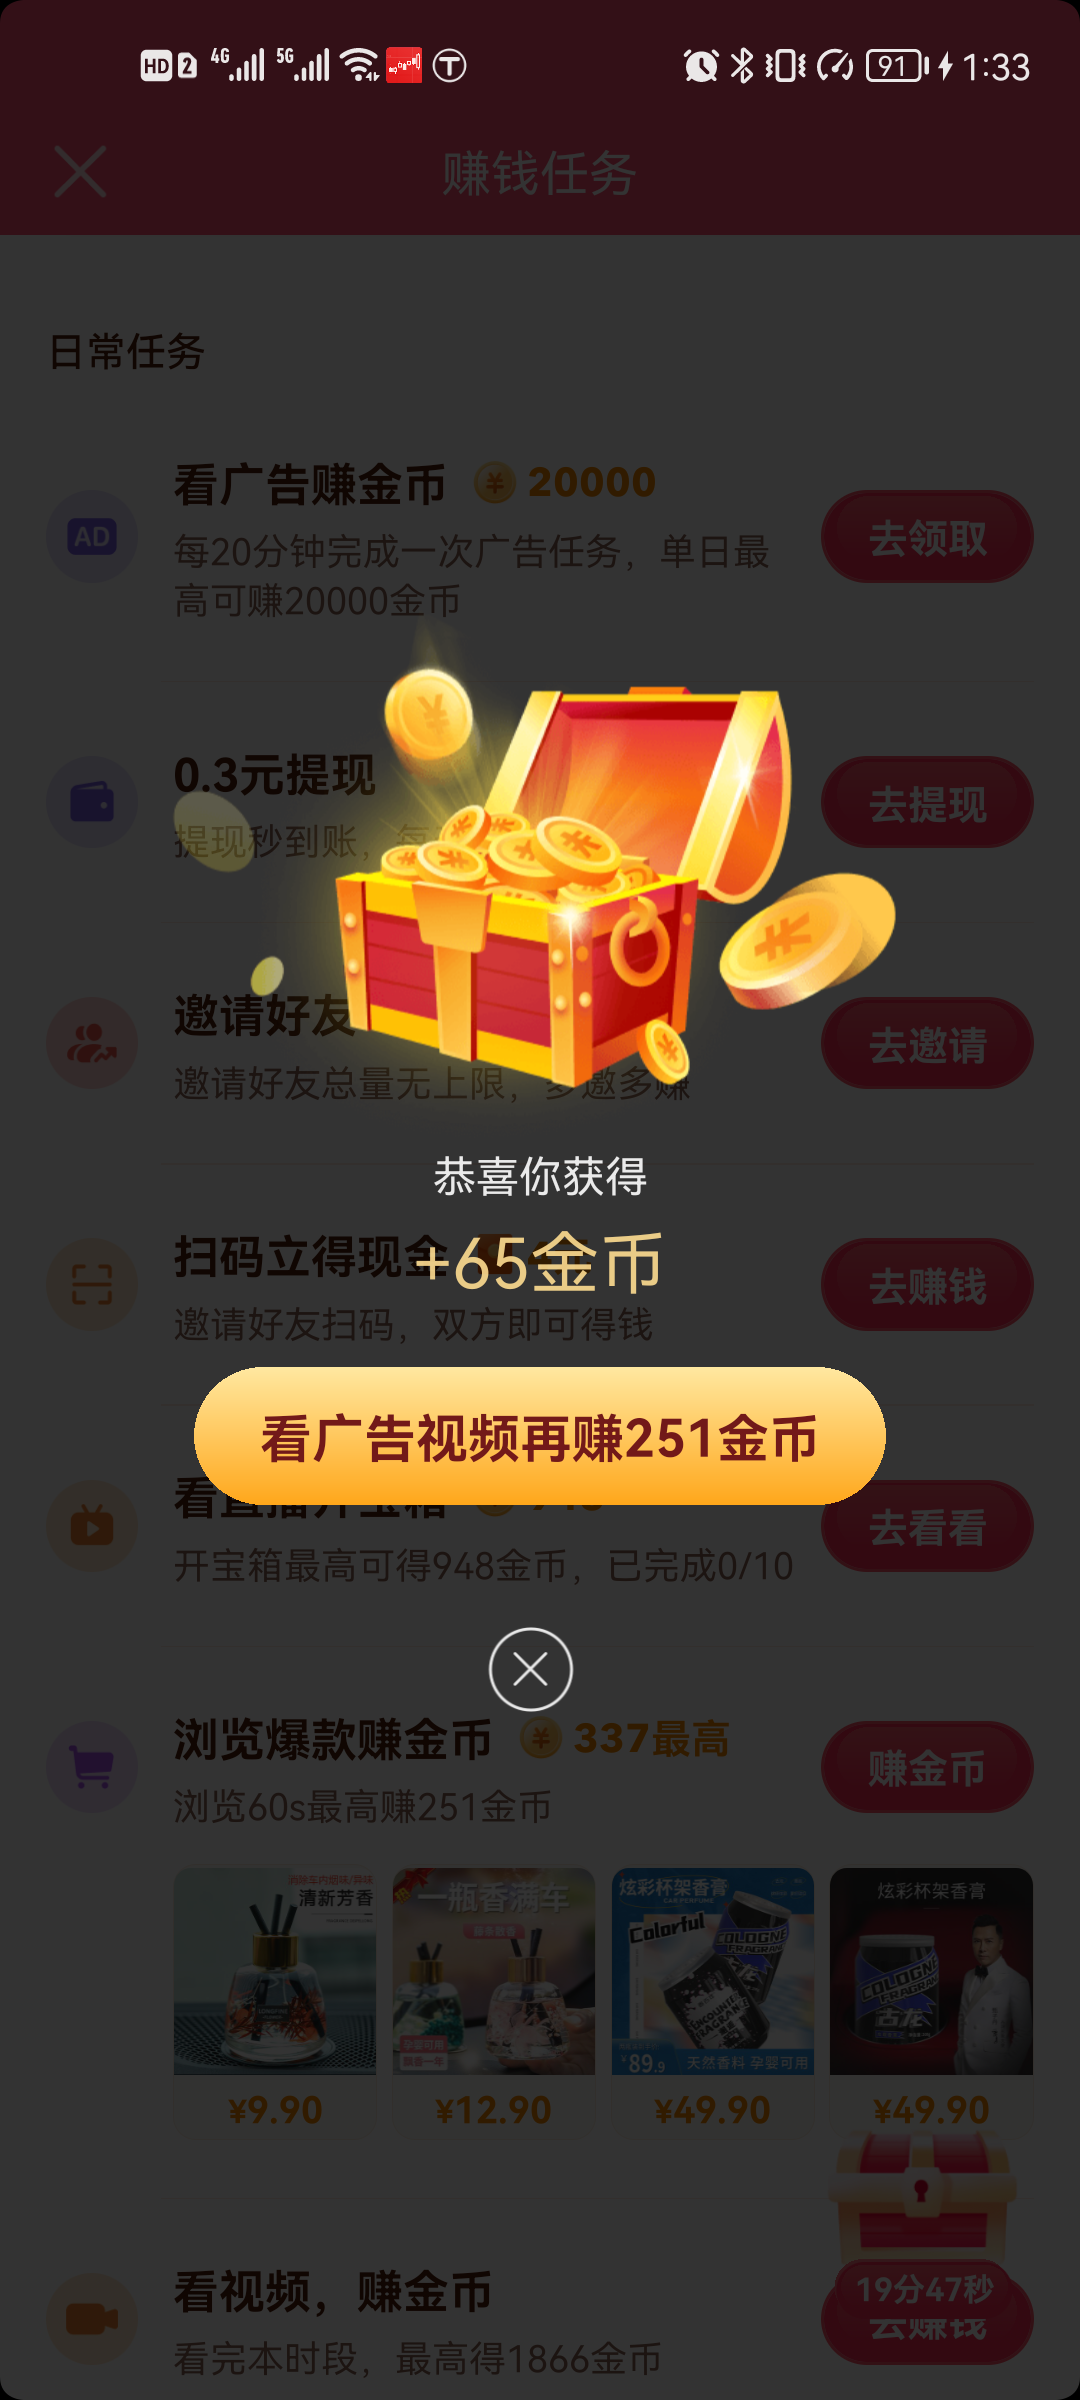 HD 2 4G 5G 91 1:33
赚钱任务
日常任务
看广告赚金币 20000
每20分钟完成一次广告任务，单日最
高可赚20000金币
去领取
0.3元提现
提现秒到账，每
去提现
邀请好友
邀请好友总量无上限，多邀多赚
去邀请
恭喜你获得
扫码立得现金
+65金币
邀请好友扫码，双方即可得钱
去赚钱
看广告视频再赚251金币
看直播开宝箱
开宝箱最高可得948金币，已完成0/10
去看看
浏览爆款赚金币 337最高
浏览60s最高赚251金币
赚金币
清新芳香
一瓶香满车
炫彩杯架香膏
Colorful
COLOGNE
FRAGRANC
¥89.9 天然香料 孕婴可用
炫彩杯架香膏
COLOGNE
FRAGRAN
古龙
¥9.90
¥12.90
¥49.90
¥49.90
19分47秒
看视频，赚金币
看完本时段，最高得1866金币
去赚钱